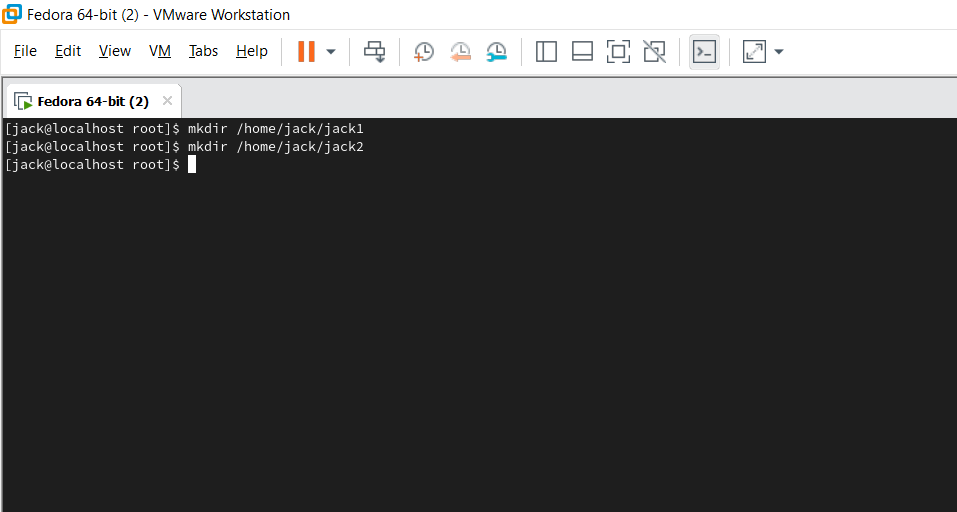 Fedora 64-bit (2) - VMware Workstation
File Edit View VM Tabs Help
Fedora 64-bit (2)
[jack@localhost root]$ mkdir /home/jack/jack1
[jack@localhost root]$ mkdir /home/jack/jack2
[jack@localhost root]$